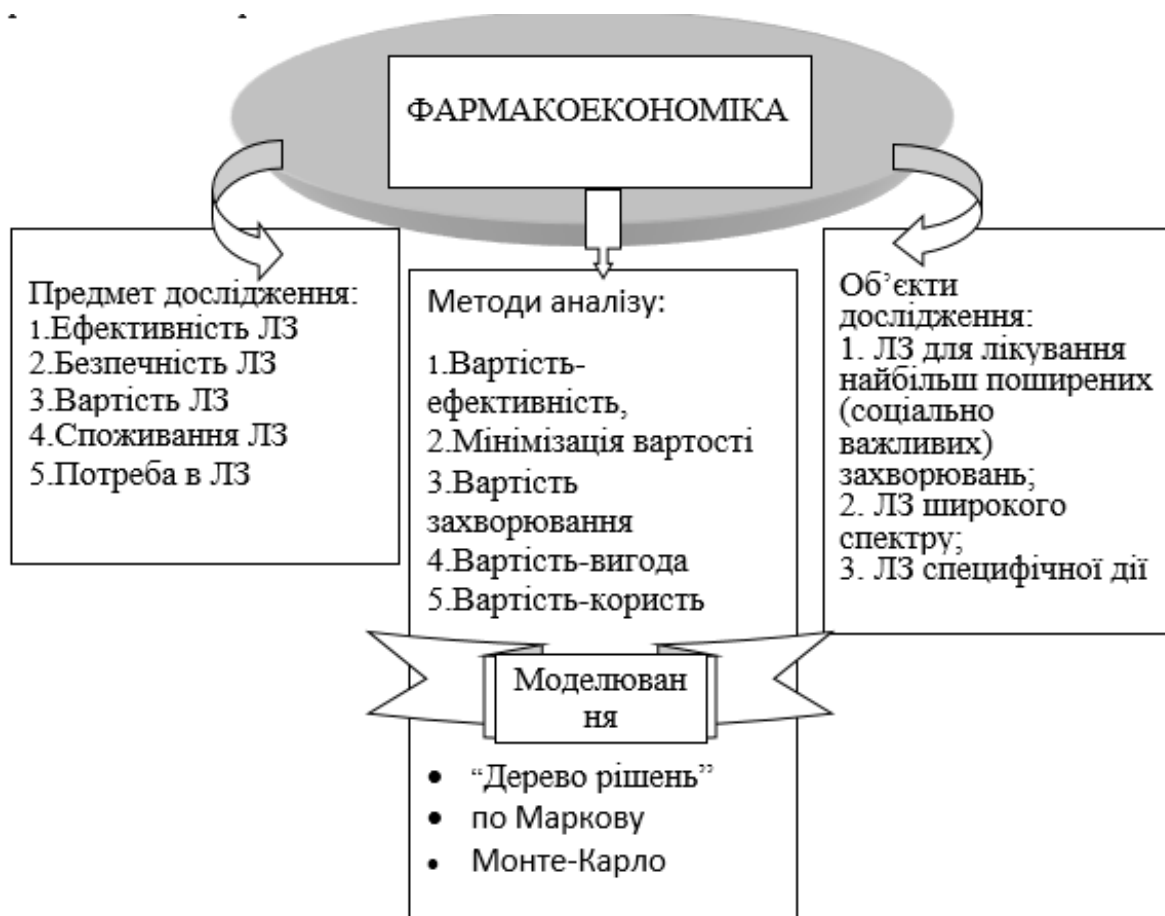 ФАРМАКОЕКОНОМІКА
Предмет дослідження:
1.Ефективність ЛЗ
2.Безпечність ЛЗ
3.Вартість ЛЗ
4.Споживання ЛЗ
5.Потреба в ЛЗ
Методи аналізу:
1.Вартість-
ефективність,
2.Мінімізація вартості
3.Вартість
захворювання
4.Вартість-вигода
5.Вартість-користь
Моделюван
ня
• “Дерево рішень”
• по Маркову
• Монте-Карло
Об’єкти
дослідження:
1. ЛЗ для лікування
найбільш поширених
(соціально
важливих)
захворювань;
2. ЛЗ широкого
спектру;
3. ЛЗ специфічної дії